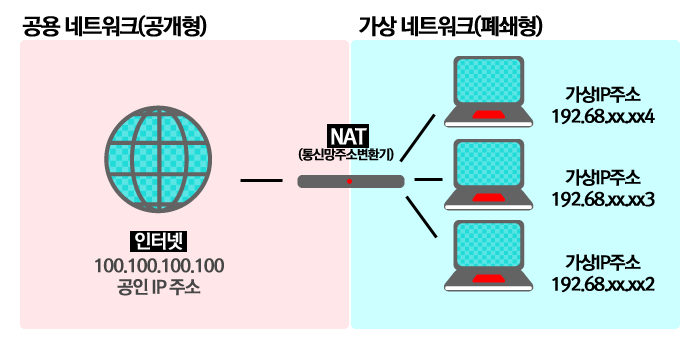 공용 네트워크(공개형)
가상 네트워크(폐쇄형)
NAT
(통신망주소변환기)
인터넷
100.100.100.100
공인 IP 주소
가상IP주소
192.68.xx.xx4
가상IP주소
192.68.xx.xx3
가상IP주소
192.68.xx.xx2